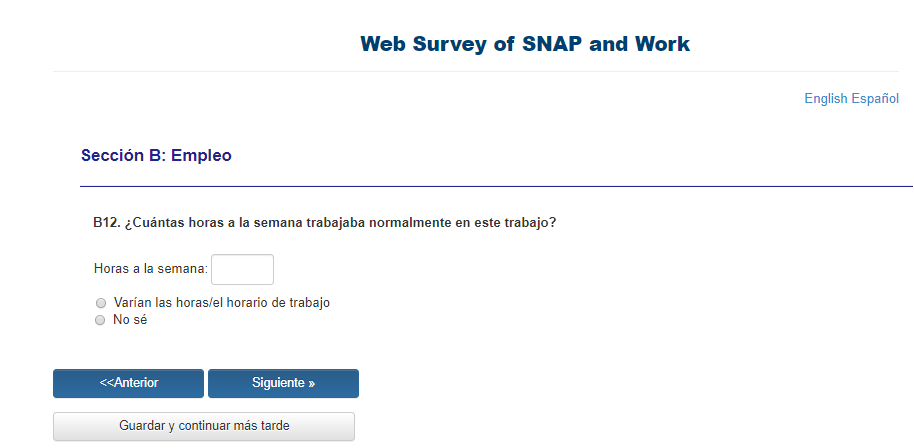 Web Survey of SNAP and Work
English Español
Sección B: Empleo
B12. ¿Cuántas horas a la semana trabajaba normalmente en este trabajo?
Horas a la semana:
Varían las horas/el horario de trabajo
No sé
<<Anterior
Siguiente »
Guardar y continuar más tarde